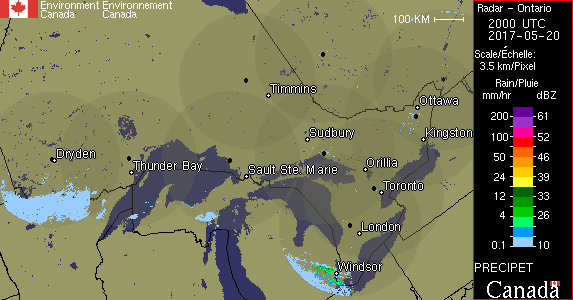 Environment Environnement
Canada Canada
100 KM
Timmins
Ottawa
Sudbury
Kingston
Dryden
Thunder Bay
Sault Ste. Marie
Orillia
Toronto
London
Windsor
Radar - Ontario
2000 UTC
2017-05-20
Scale/Échelle:
3.5 km/Pixel
Rain/Pluie
mm/hr dBZ
200 61
100 52
50 46
24 39
12 33
4 26
0.1 10
PRECIPET
Canada